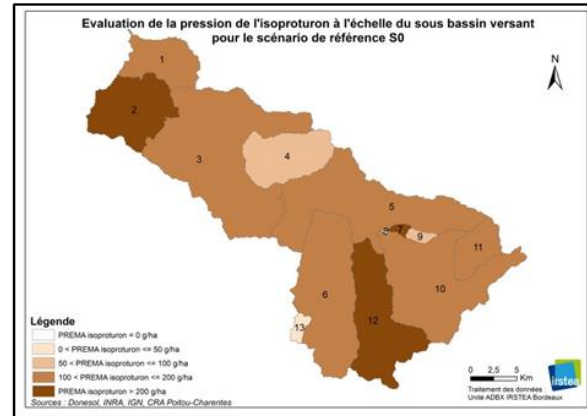 Evaluation de la pression de l'isoproturon à l'échelle du sous bassin versant
pour le scénario de référence S0
N
1
2
3
4
5
8
7
9
11
6
10
12
13
Légende
PREMA isoproturon = 0 g/ha
0 < PREMA isoproturon <= 50 g/ha
50 < PREMA isoproturon <= 100 g/ha
100 < PREMA isoproturon <= 200 g/ha
PREMA isoproturon > 200 g/ha
Sources : Donesol, INRA, IGN, CRA Poitou-Charentes
0 2,5 5
Km
Traitement des données :
Unité ADBX IRSTEA Bordeaux
irstea